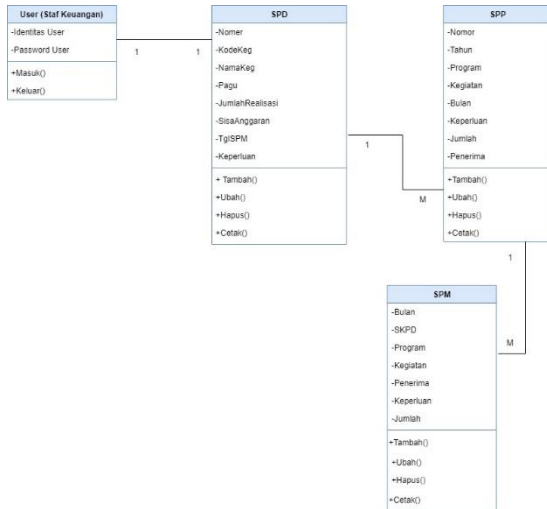 User (Staf Keuangan)
-Identitas User
-Password User
+Masuk()
+Keluar()
1
1
SPD
-Nomer
-KodeKeg
-NamaKeg
-Pagu
-JumlahRealisasi
-SisaAnggaran
-TglSPM
-Keperluan
+ Tambah()
+Ubah()
+Hapus()
+Cetak()
1
M
SPP
-Nomor
-Tahun
-Program
-Kegiatan
-Bulan
-Keperluan
-Jumlah
-Penerima
+Tambah()
+Ubah()
+Hapus()
+Cetak()
1
M
SPM
-Bulan
-SKPD
-Program
-Kegiatan
-Penerima
-Keperluan
-Jumlah
+Tambah()
+Ubah()
+Hapus()
+Cetak()